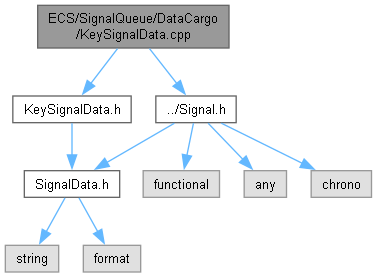 ECS/SignalQueue/DataCargo
/KeySignalData.cpp
KeySignalData.h
../Signal.h
SignalData.h
functional
any
chrono
string
format